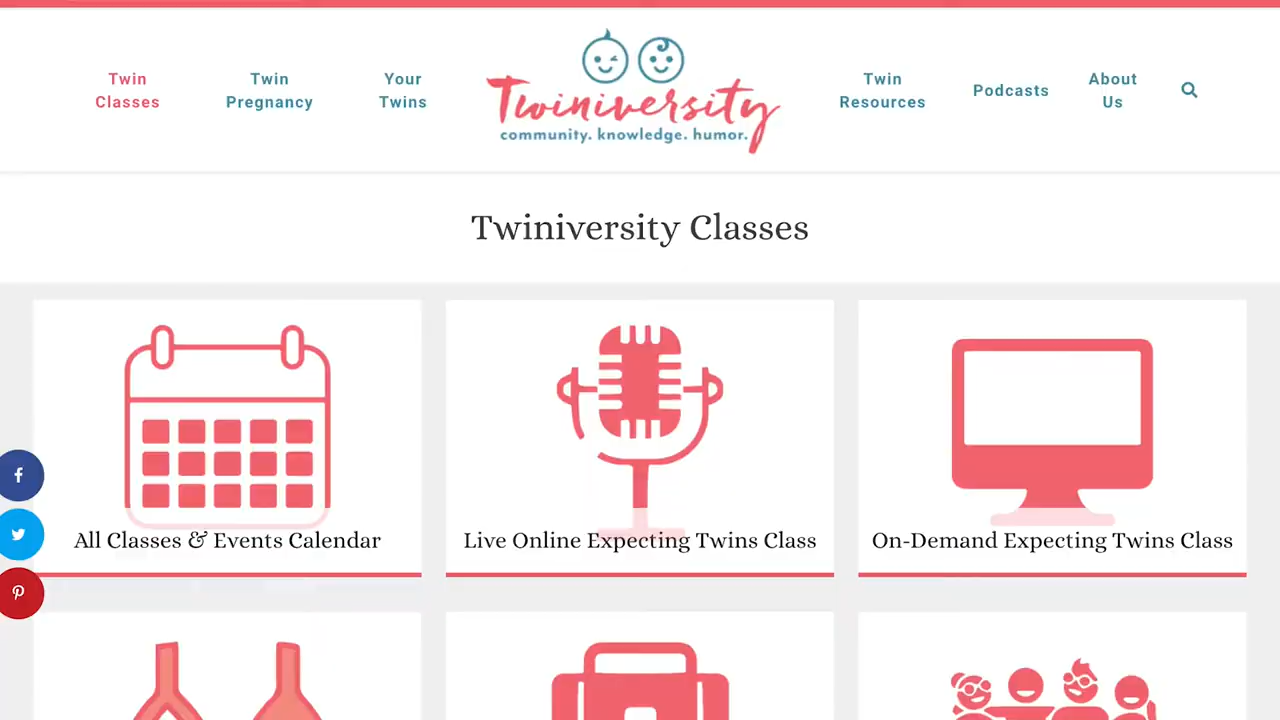 Twin
Classes
Twin
Pregnancy
Your
Twins
Twiniversity
community. knowledge. humor.
Twin
Resources
Podcasts
About
Us
Twiniversity Classes
All Classes & Events Calendar
Live Online Expecting Twins Class
On-Demand Expecting Twins Class